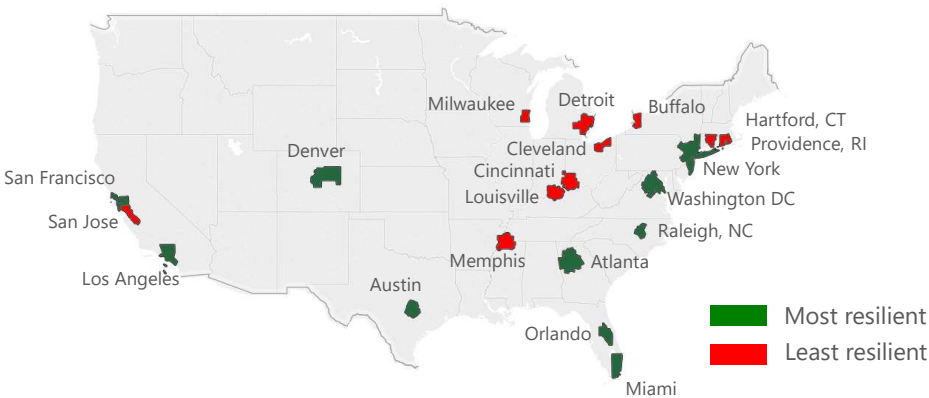 Milwaukee
Detroit
Buffalo
Hartford, CT
Providence, RI
Cleveland
Denver
Cincinnati
New York
San Francisco
Louisville
Washington DC
San Jose
Raleigh, NC
Memphis
Atlanta
Los Angeles
Austin
Most resilient
Orlando
Least resilient
Miami